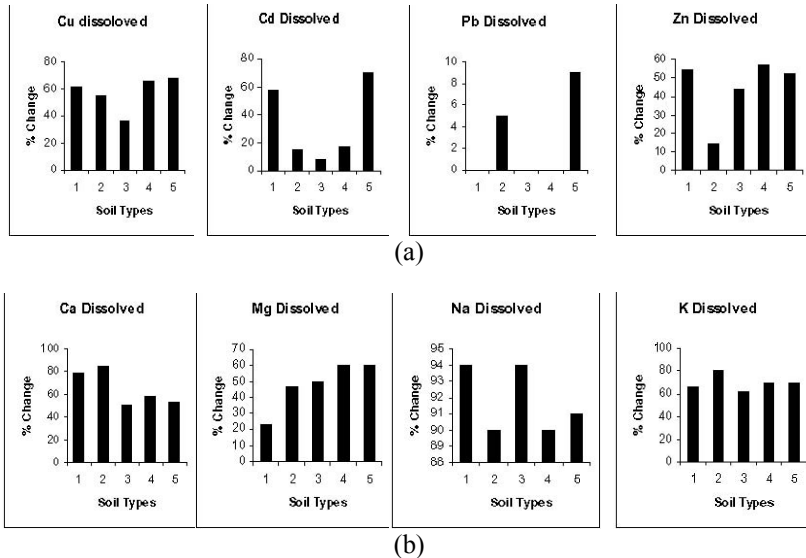 Cu dissoloved
80
60
40
20
0
% Change
1 2 3 4 5
Soil Types
Cd Dissolved
80
60
40
20
0
% Change
1 2 3 4 5
Soil Types
Pb Dissolved
10
8
6
4
2
0
% Change
1 2 3 4 5
Soil Types
Zn Dissolved
60
50
40
30
20
10
0
% Change
1 2 3 4 5
Soil Types
(a)
Ca Dissolved
100
80
60
40
20
0
% Change
1 2 3 4 5
Soil Types
Mg Dissolved
70
60
50
40
30
20
10
0
% Change
1 2 3 4 5
Soil Types
Na Dissolved
95
94
93
92
91
90
89
88
% Change
1 2 3 4 5
Soil Types
K Dissolved
100
80
60
40
20
0
% Change
1 2 3 4 5
Soil Types
(b)